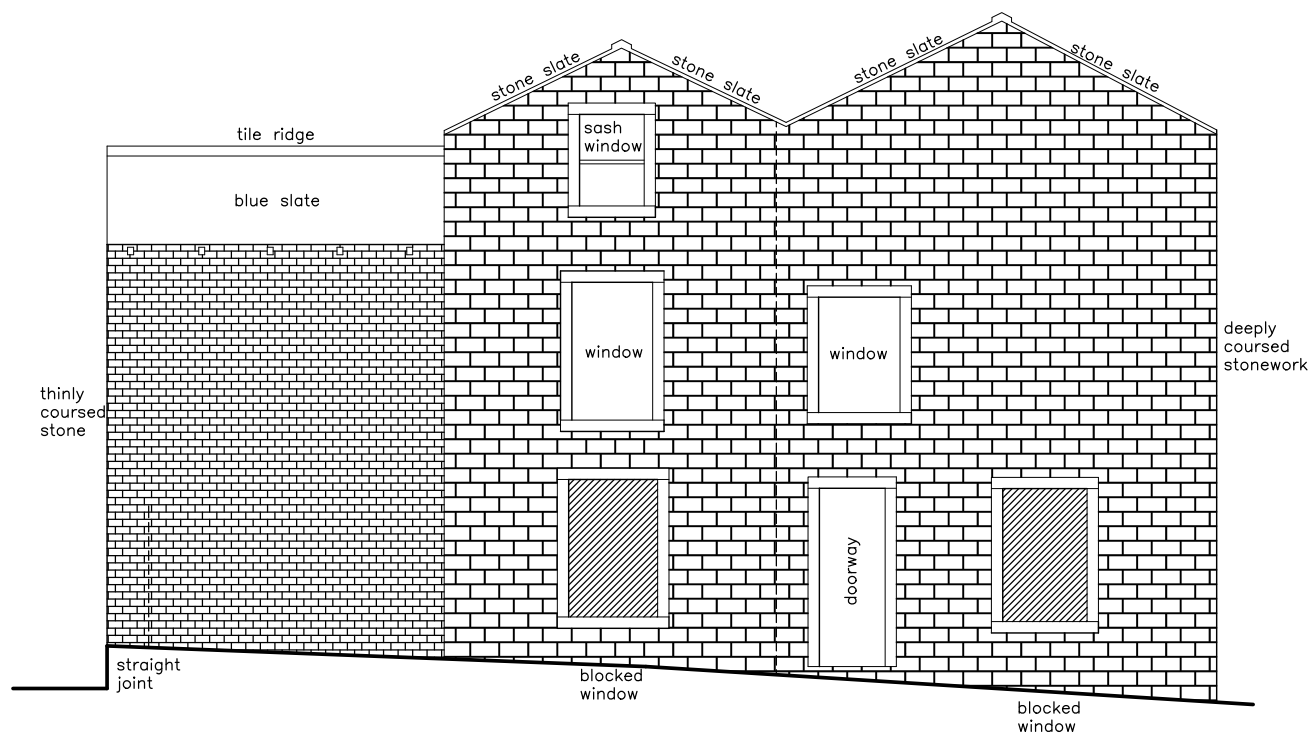 stone slate
stone slate
stone slate
stone slate
tile ridge
blue slate
sash
window
window
window
deeply
coursed
stonework
thinly
coursed
stone
doorway
straight
joint
blocked
window
blocked
window